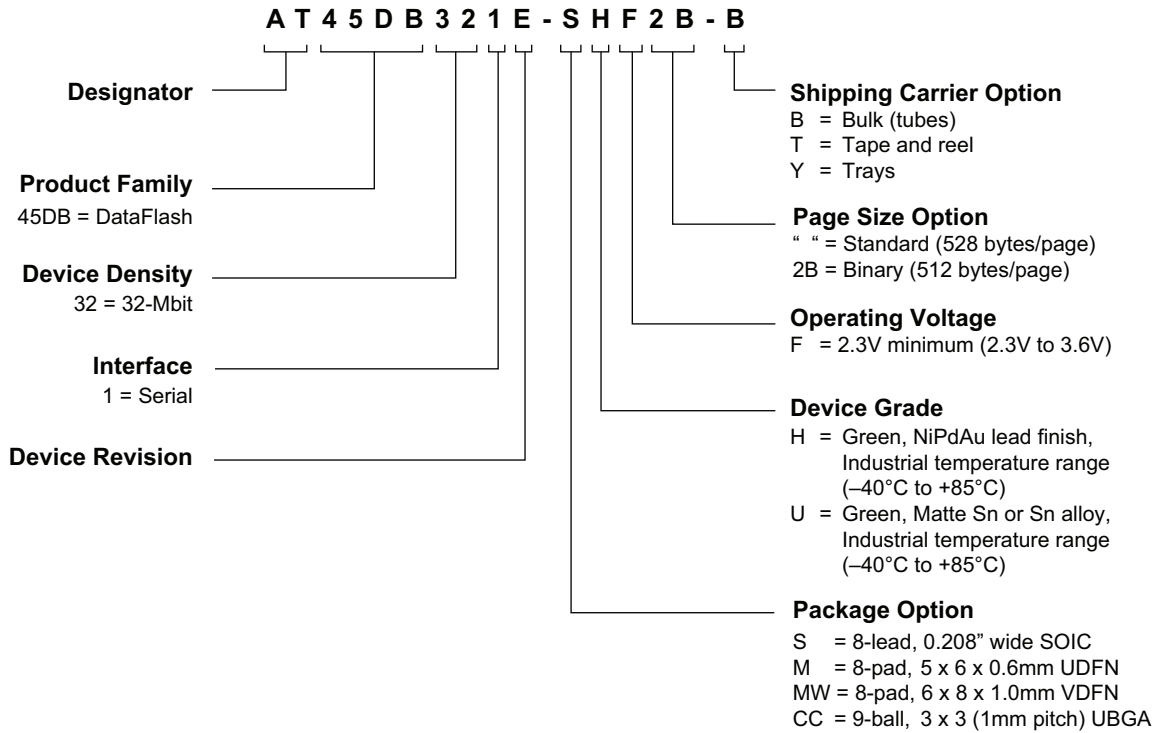 A T 4 5 D B 3 2 1 E - S H F 2 B - B
Designator
Product Family
45DB = DataFlash
Device Density
32 = 32-Mbit
Interface
1 = Serial
Device Revision
Shipping Carrier Option
B = Bulk (tubes)
T = Tape and reel
Y = Trays
Page Size Option
“ “ = Standard (528 bytes/page)
2B = Binary (512 bytes/page)
Operating Voltage
F = 2.3V minimum (2.3V to 3.6V)
Device Grade
H = Green, NiPdAu lead finish,
Industrial temperature range
(–40°C to +85°C)
U = Green, Matte Sn or Sn alloy,
Industrial temperature range
(–40°C to +85°C)
Package Option
S = 8-lead, 0.208” wide SOIC
M = 8-pad, 5 x 6 x 0.6mm UDFN
MW = 8-pad, 6 x 8 x 1.0mm VDFN
CC = 9-ball, 3 x 3 (1mm pitch) UBGA